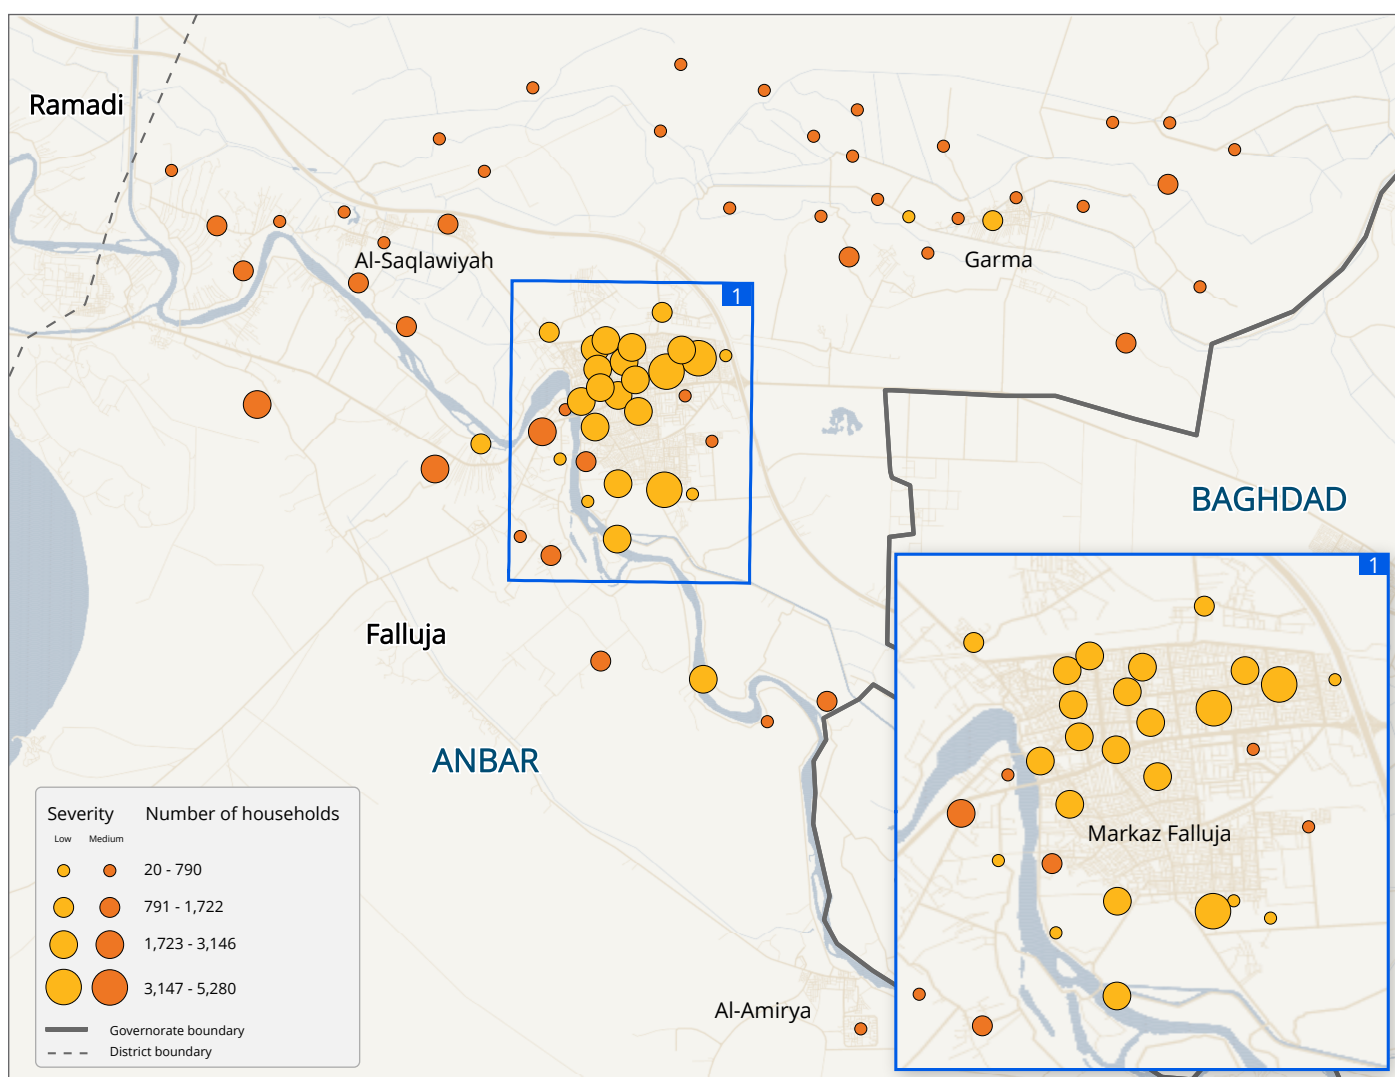 Ramadi
Al-Saqlawiyah
Garma
1
BAGHDAD
Falluja
ANBAR
1
Markaz Falluja
Al-Amirya
Severity Number of households
Low Medium
20 - 790
791 - 1,722
1,723 - 3,146
3,147 - 5,280
Governorate boundary
District boundary